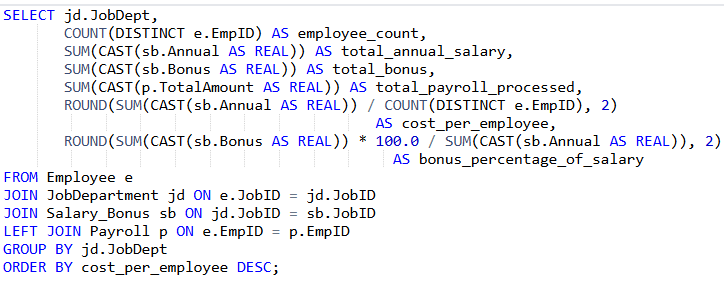 SELECT jd.JobDept,
COUNT(DISTINCT e.EmpID) AS employee_count,
SUM(CAST(sb.Annual AS REAL)) AS total_annual_salary,
SUM(CAST(sb.Bonus AS REAL)) AS total_bonus,
SUM(CAST(p.TotalAmount AS REAL)) AS total_payroll_processed,
ROUND(SUM(CAST(sb.Annual AS REAL)) / COUNT(DISTINCT e.EmpID), 2)
AS cost_per_employee,
ROUND(SUM(CAST(sb.Bonus AS REAL)) * 100.0 / SUM(CAST(sb.Annual AS REAL)), 2)
AS bonus_percentage_of_salary
FROM Employee e
JOIN JobDepartment jd ON e.JobID = jd.JobID
JOIN Salary_Bonus sb ON jd.JobID = sb.JobID
LEFT JOIN Payroll p ON e.EmpID = p.EmpID
GROUP BY jd.JobDept
ORDER BY cost_per_employee DESC;